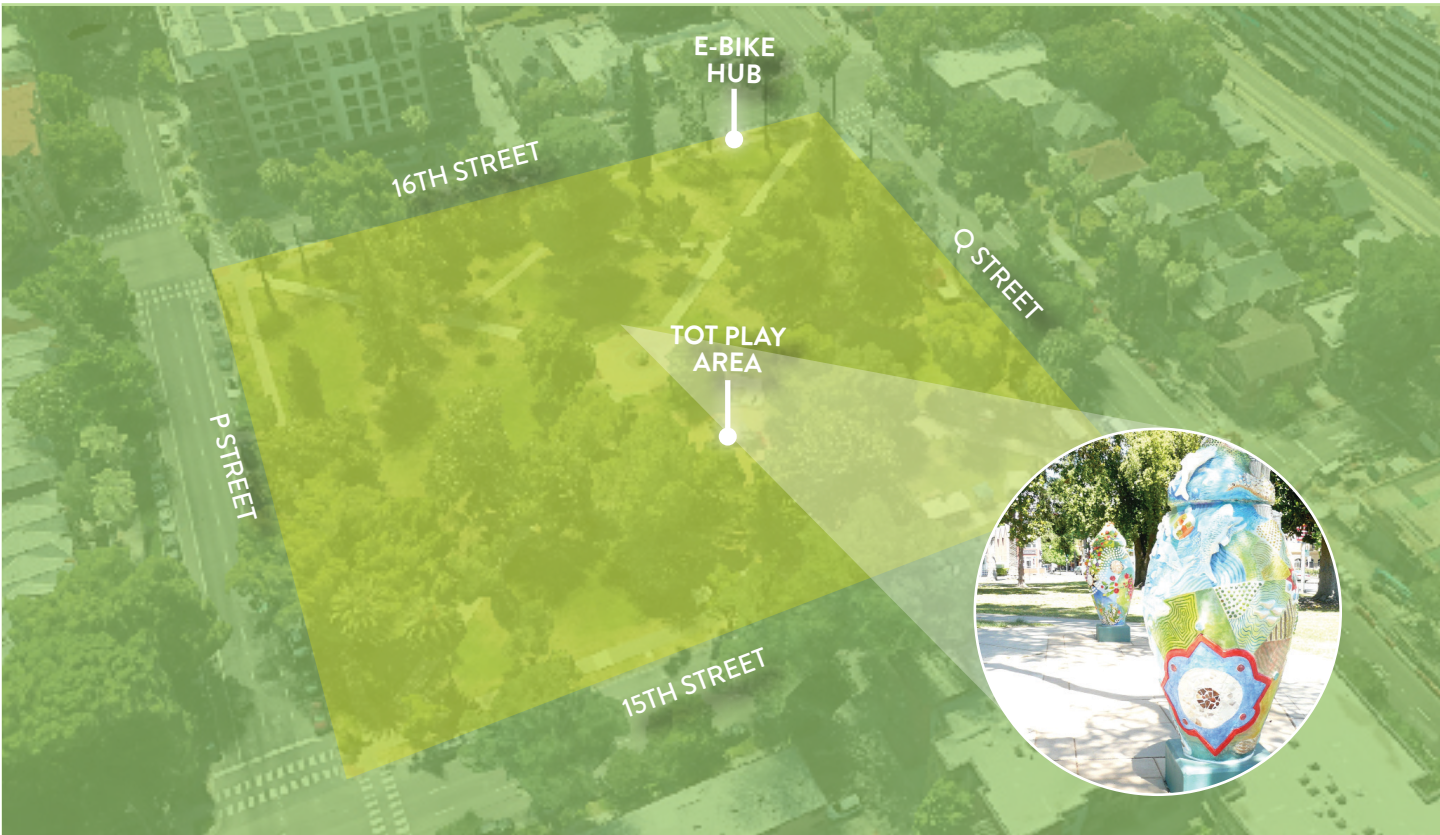 E-BIKE
HUB
16TH STREET
Q STREET
TOT PLAY
AREA
P STREET
15TH STREET